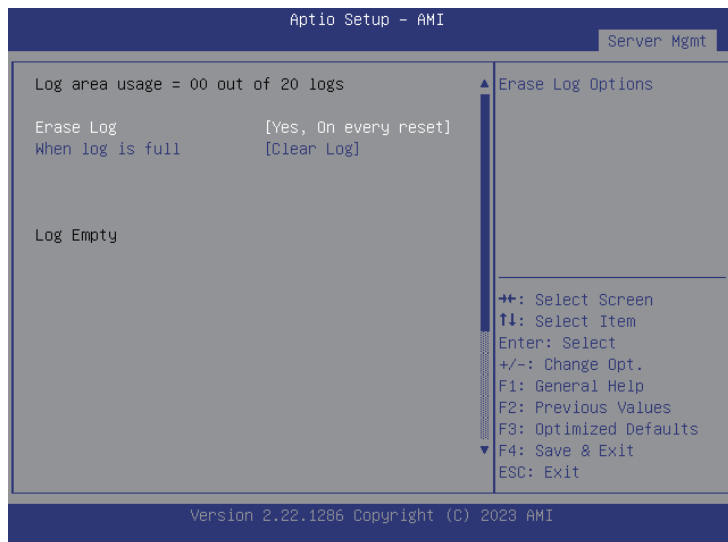 Aptio Setup – AMI
Server Mgmt
Log area usage = 00 out of 20 logs
Erase Log [Yes, On every reset]
When log is full [Clear Log]
Log Empty
Erase Log Options
→←: Select Screen
↑↓: Select Item
Enter: Select
+/-: Change Opt.
F1: General Help
F2: Previous Values
F3: Optimized Defaults
F4: Save & Exit
ESC: Exit
Version 2.22.1286 Copyright (C) 2023 AMI